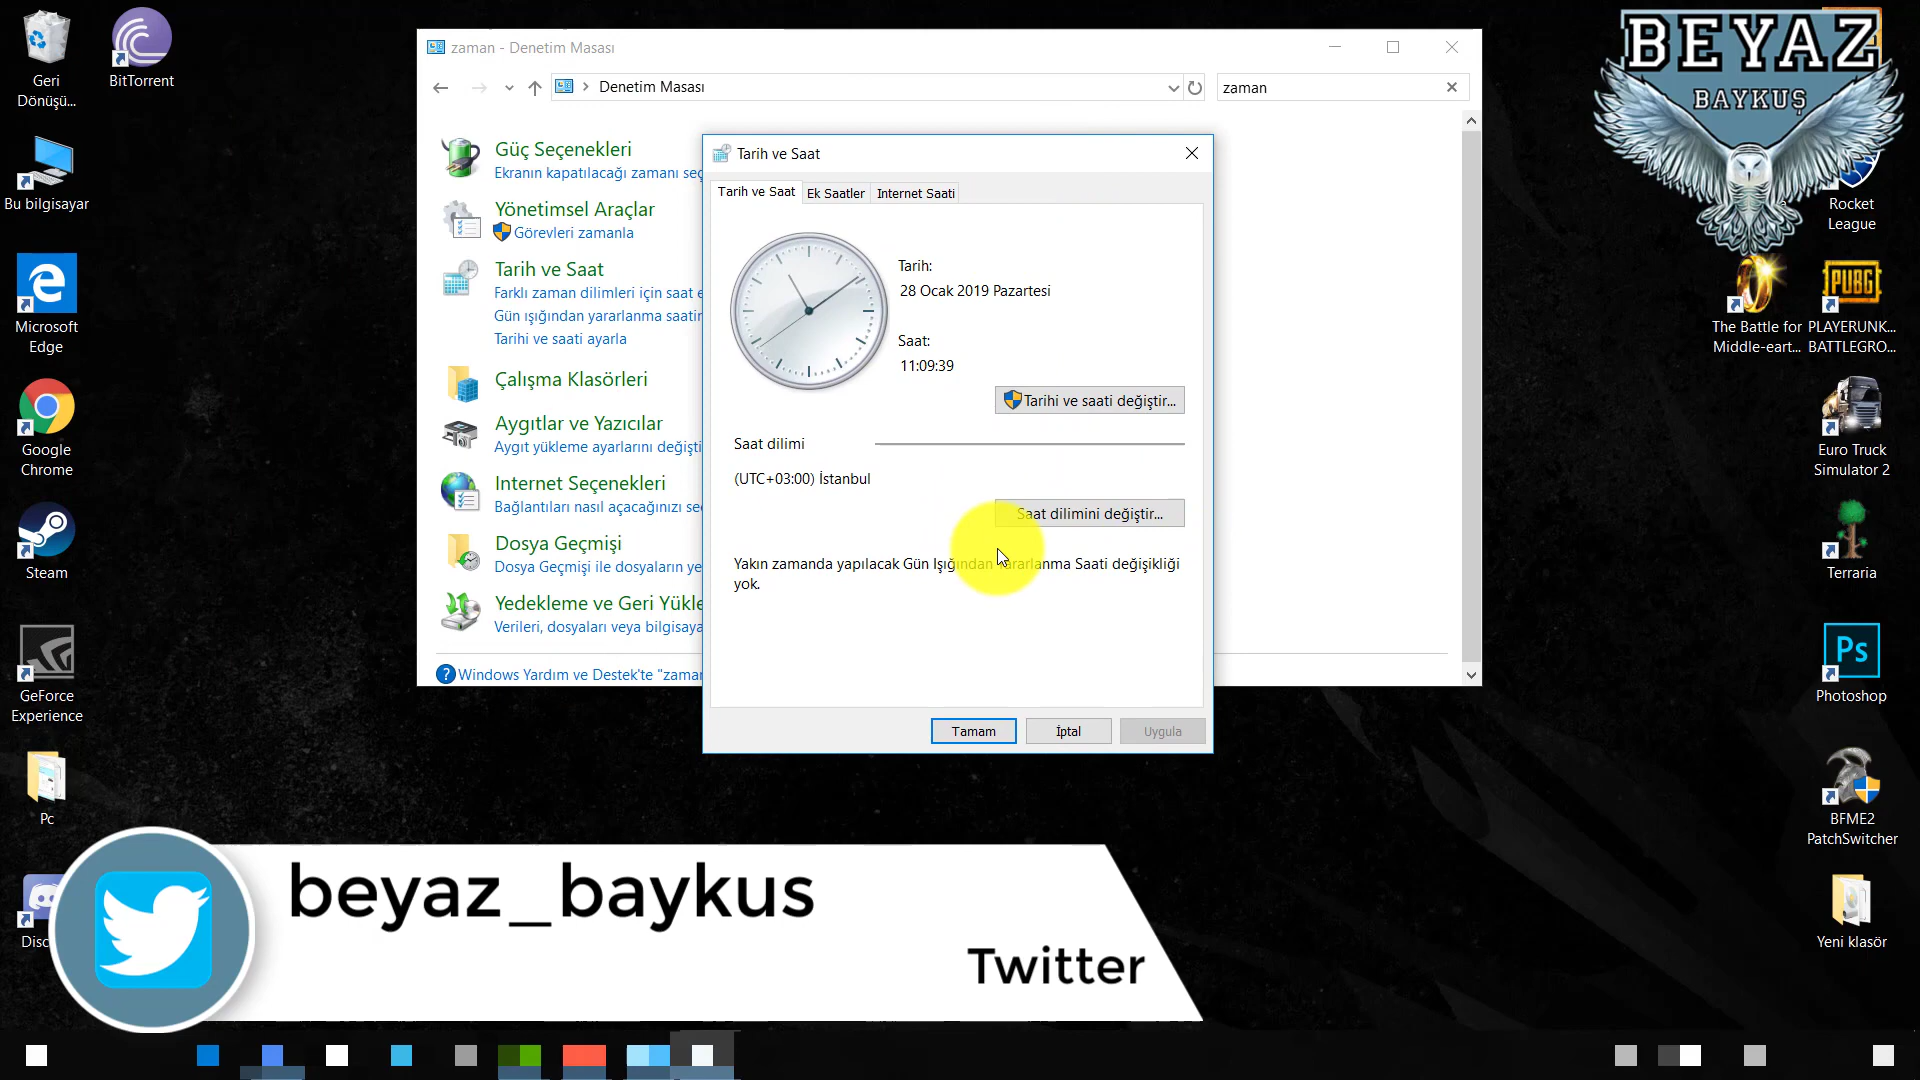 Geri
Dönüşü...
BitTorrent
Bu bilgisayar
Microsoft
Edge
Google
Chrome
Steam
GeForce
Experience
Pc
zaman - Denetim Masası
Denetim Masası
zaman
Güç Seçenekleri
Ekranın kapatılacağı zamanı seç
Yönetimsel Araçlar
Görevleri zamanla
Tarih ve Saat
Farklı zaman dilimleri için saat e
Gün ışığından yararlanma saatin
Tarihi ve saati ayarla
Çalışma Klasörleri
Aygıtlar ve Yazıcılar
Aygıt yükleme ayarlarını değişti
Internet Seçenekleri
Bağlantıları nasıl açacağınızı se
Dosya Geçmişi
Dosya Geçmişi ile dosyaların ye
Yedekleme ve Geri Yükle
Verileri, dosyaları veya bilgisaya
Windows Yardım ve Destek'te "zaman
Tarih ve Saat
Tarih ve Saat
Ek Saatler
Internet Saati
Tarih:
28 Ocak 2019 Pazartesi
Saat:
11:09:39
Tarihi ve saati değiştir...
Saat dilimi
(UTC+03:00) İstanbul
Saat dilimini değiştir...
Yakın zamanda yapılacak Gün Işığından Yararlanma Saati değişikliği
yok.
Tamam
İptal
Uygula
BEYAZ
BAYKUŞ
Rocket
League
The Battle for
Middle-eart...
PUBG
PLAYERUNK...
BATTLEGRO...
Euro Truck
Simulator 2
Terraria
Ps
Photoshop
BFME2
PatchSwitcher
Yeni klasör
Disc
beyaz_baykus
Twitter